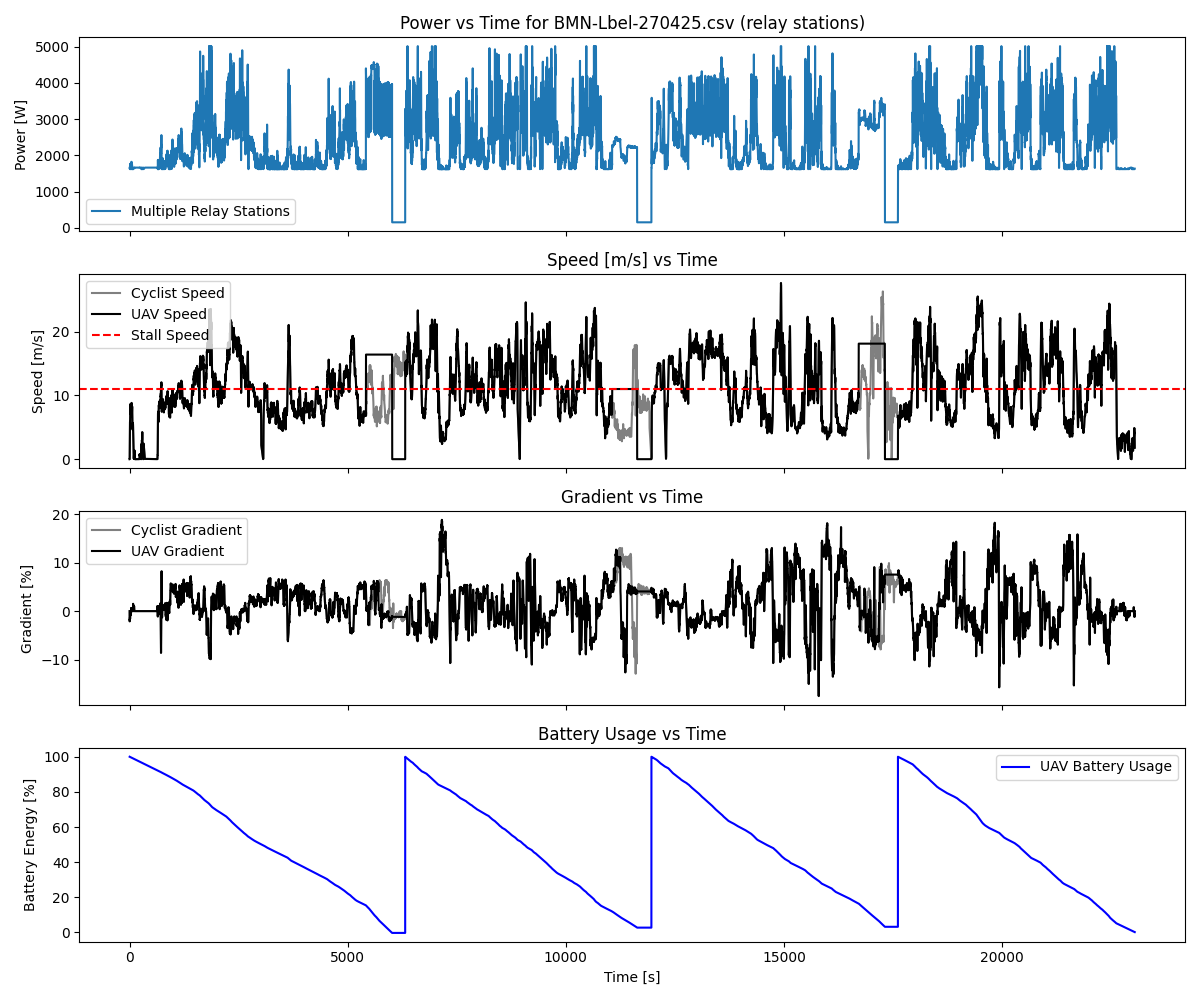 Power vs Time for BMN-Lbel-270425.csv (relay stations)
5000
4000
3000
2000
1000
0
Power [W]
Multiple Relay Stations
Speed [m/s] vs Time
20
10
0
Speed [m/s]
Cyclist Speed
UAV Speed
Stall Speed
Gradient vs Time
20
10
0
−10
Gradient [%]
Cyclist Gradient
UAV Gradient
Battery Usage vs Time
100
80
60
40
20
0
Battery Energy [%]
UAV Battery Usage
0 5000 10000 15000 20000
Time [s]